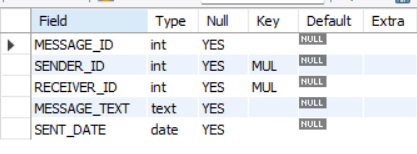 Field Type Null Key Default Extra
MESSAGE_ID int YES NULL
SENDER_ID int YES MUL NULL
RECEIVER_ID int YES MUL NULL
MESSAGE_TEXT text YES NULL
SENT_DATE date YES NULL